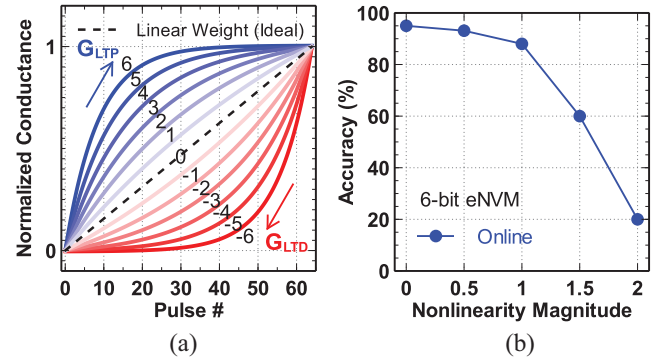 Linear Weight (Ideal)
G_LTP
6
5
4
3
2
1
0
-1
-2
-3
-4
-5
-6
G_LTD
1
0
Normalized Conductance
0 10 20 30 40 50 60
Pulse #
(a)
100
80
60
40
20
0
Accuracy (%)
6-bit eNVM
Online
0 0.5 1 1.5 2
Nonlinearity Magnitude
(b)